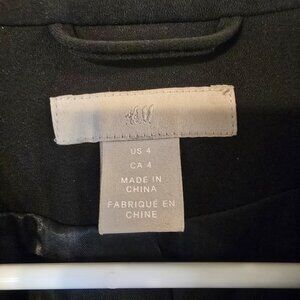 H&M
US 4
CA 4
MADE IN
CHINA
FABRIQUÉ EN
CHINE